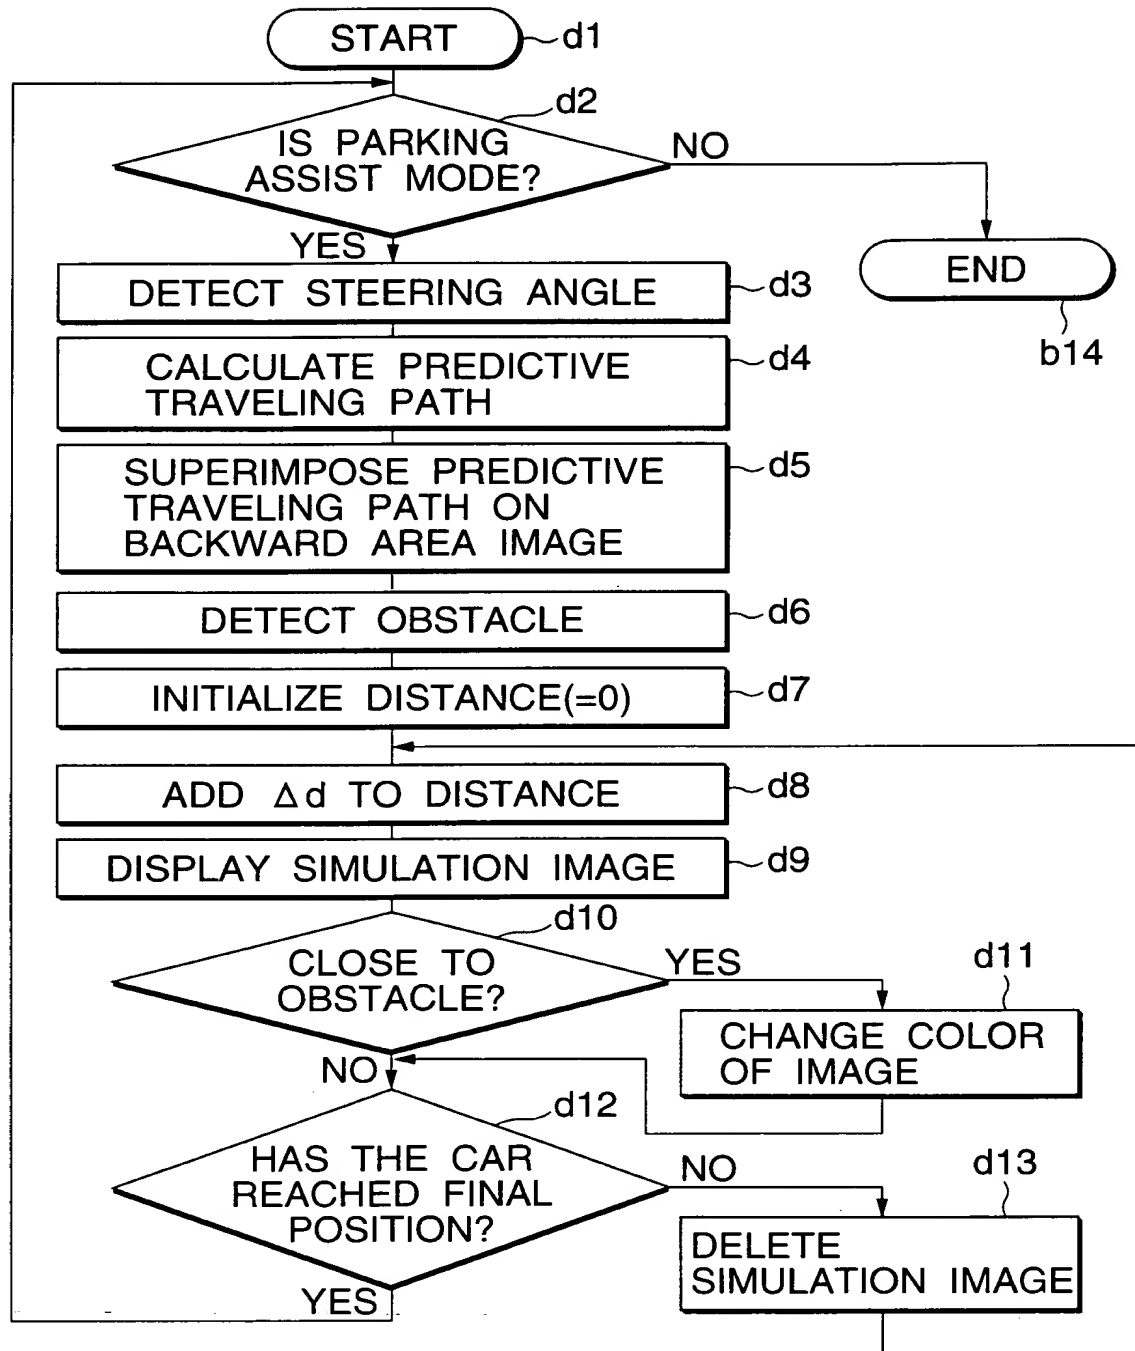 START
d1
d2
IS PARKING
ASSIST MODE?
NO
YES
END
b14
DETECT STEERING ANGLE
d3
CALCULATE PREDICTIVE
TRAVELING PATH
d4
SUPERIMPOSE PREDICTIVE
TRAVELING PATH ON
BACKWARD AREA IMAGE
d5
DETECT OBSTACLE
d6
INITIALIZE DISTANCE(=0)
d7
ADD Δd TO DISTANCE
d8
DISPLAY SIMULATION IMAGE
d9
d10
CLOSE TO
OBSTACLE?
YES
d11
CHANGE COLOR
OF IMAGE
NO
d12
HAS THE CAR
REACHED FINAL
POSITION?
NO
d13
DELETE
SIMULATION IMAGE
YES